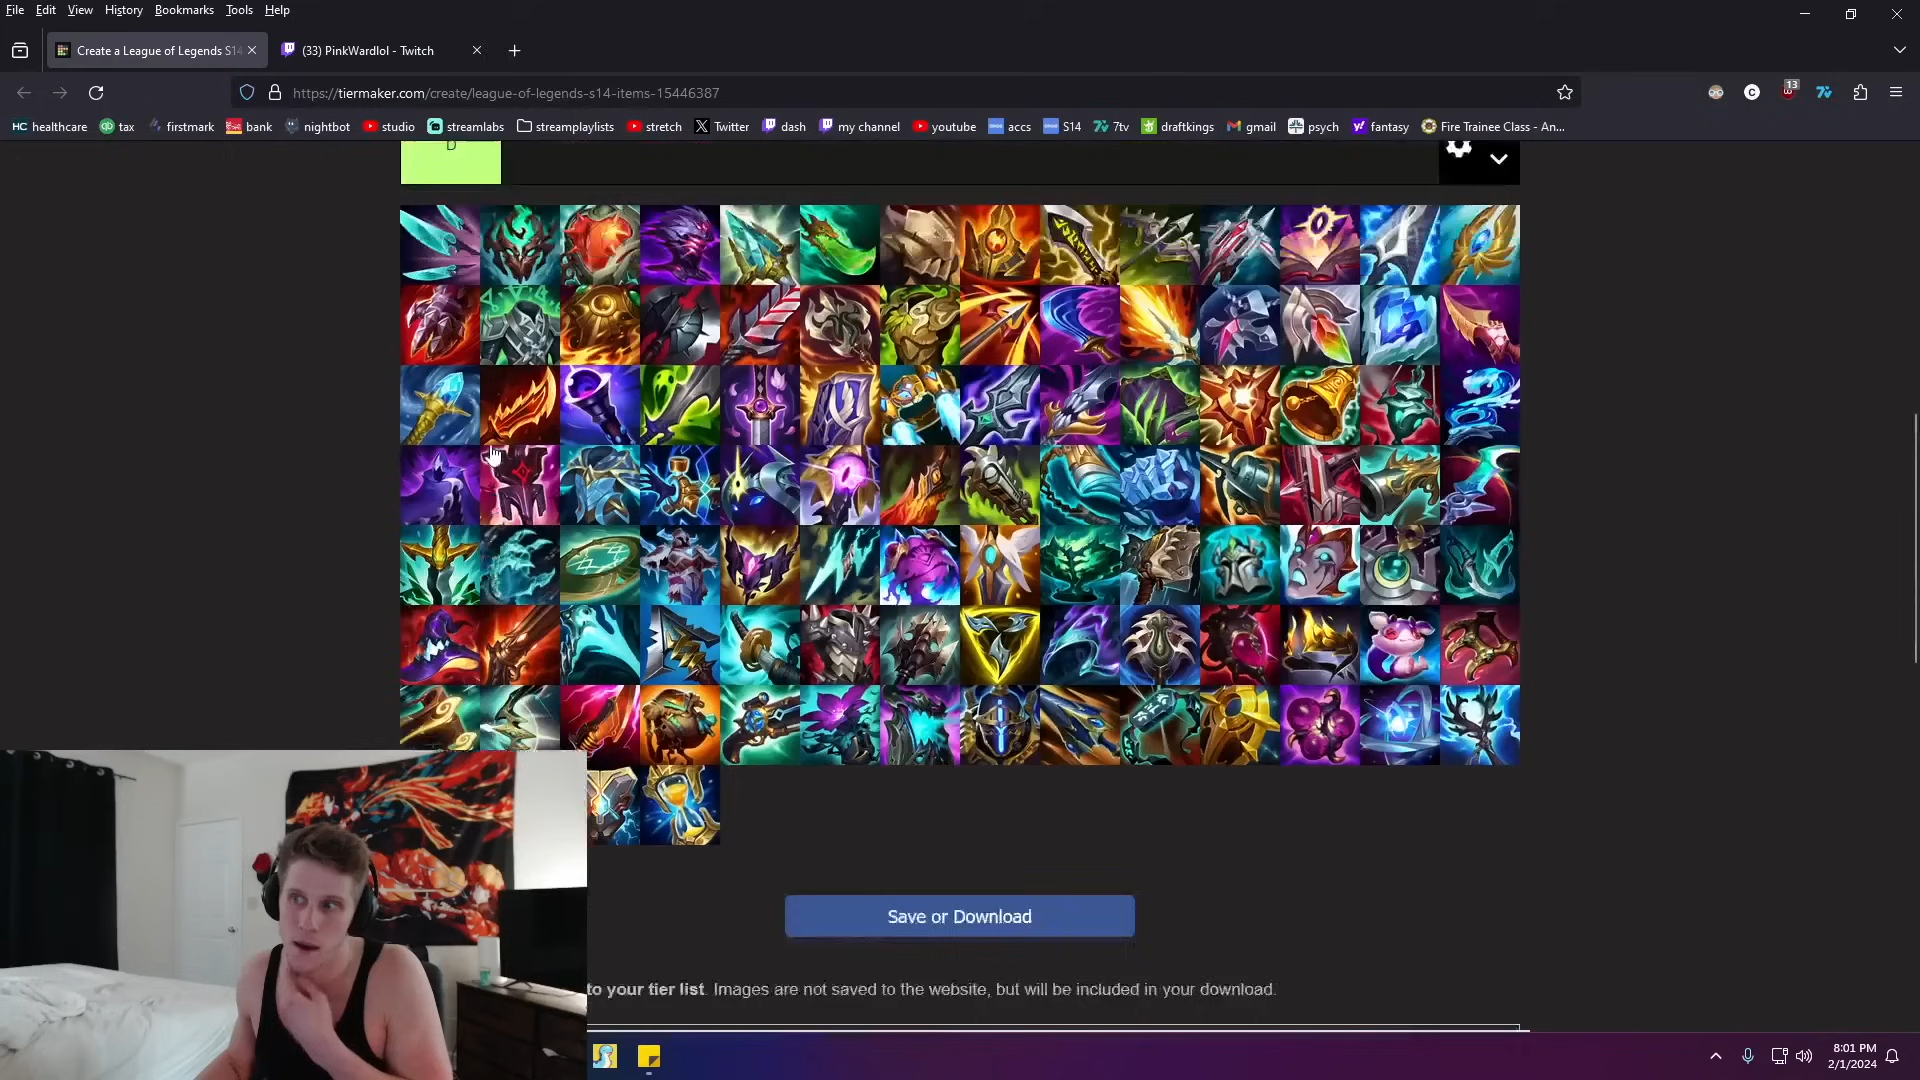 File Edit View History Bookmarks Tools Help
Create a League of Legends S14
(33) PinkWardlol - Twitch
https://tiermaker.com/create/league-of-legends-s14-items-15446387
13
HC healthcare qb tax firstmark bank nightbot studio streamlabs streamplaylists stretch X Twitter dash my channel youtube accs S14 7tv draftkings gmail psych fantasy Fire Trainee Class - An...
D
Save or Download
to your tier list. Images are not saved to the website, but will be included in your download.
8:01 PM
2/1/2024